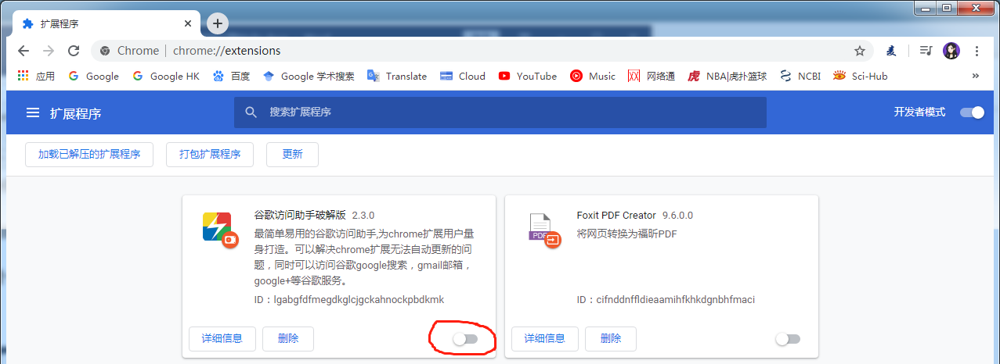 扩展程序
Chrome | chrome://extensions
应用 Google Google HK 百度 Google 学术搜索 Translate Cloud YouTube Music 网络通 NBA|虎扑篮球 NCBI Sci-Hub »
扩展程序 搜索扩展程序 开发者模式
加载已解压的扩展程序 打包扩展程序 更新
谷歌访问助手破解版 2.3.0
最简单易用的谷歌访问助手,为chrome扩展用户量
身打造。可以解决chrome扩展无法自动更新的问
题，同时可以访问谷歌google搜索，gmail邮箱，
google+等谷歌服务。
ID：lgabgfdfmegdkglcjgckahnockpbdkmk
详细信息 删除
PDF
Foxit PDF Creator 9.6.0.0
将网页转换为福昕PDF
ID：cifnddnffldieaamihfkhkdgnbhfmaci
详细信息 删除